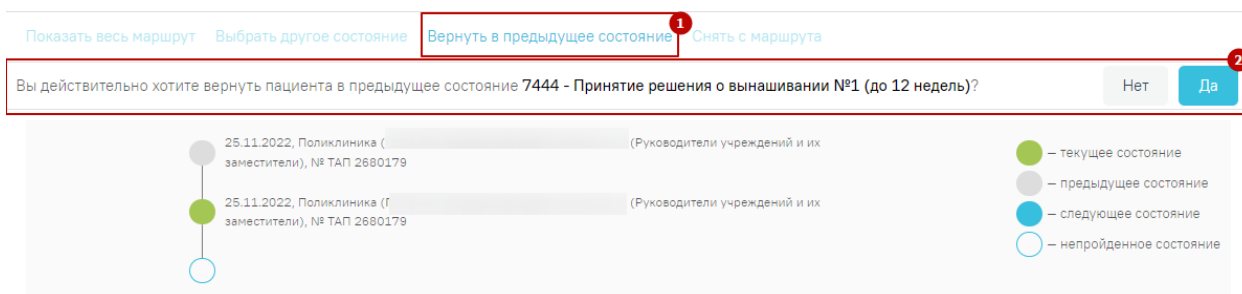 1
Показать весь маршрут Выбрать другое состояние Вернуть в предыдущее состояние Снять с маршрута
2
Вы действительно хотите вернуть пациента в предыдущее состояние 7444 - Принятие решения о вынашивании №1 (до 12 недель)? Нет Да
25.11.2022, Поликлиника ( (Руководители учреждений и их
заместители), № ТАП 2680179
25.11.2022, Поликлиника ( (Руководители учреждений и их
заместители), № ТАП 2680179
– текущее состояние
– предыдущее состояние
– следующее состояние
– непройденное состояние